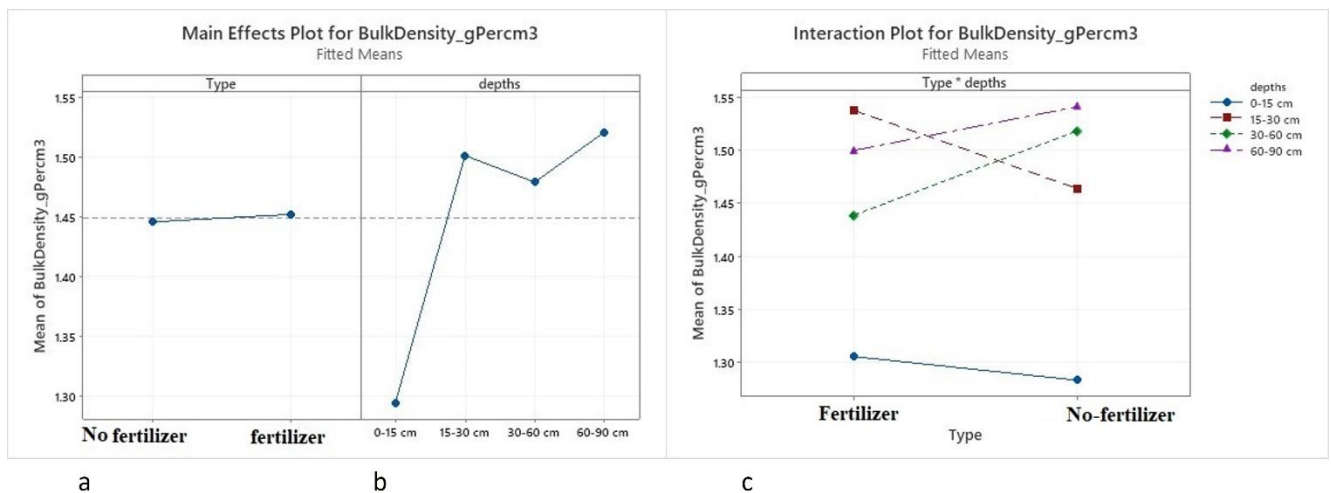 Main Effects Plot for BulkDensity_gPercm3
Fitted Means
Type
depths
Mean of BulkDensity_gPercm3
1.55
1.50
1.45
1.40
1.35
1.30
No fertilizer
fertilizer
0-15 cm
15-30 cm
30-60 cm
60-90 cm
Interaction Plot for BulkDensity_gPercm3
Fitted Means
Type * depths
Mean of BulkDensity_gPercm3
1.55
1.50
1.45
1.40
1.35
1.30
Fertilizer
No-fertilizer
Type
depths
0-15 cm
15-30 cm
30-60 cm
60-90 cm
a
b
c